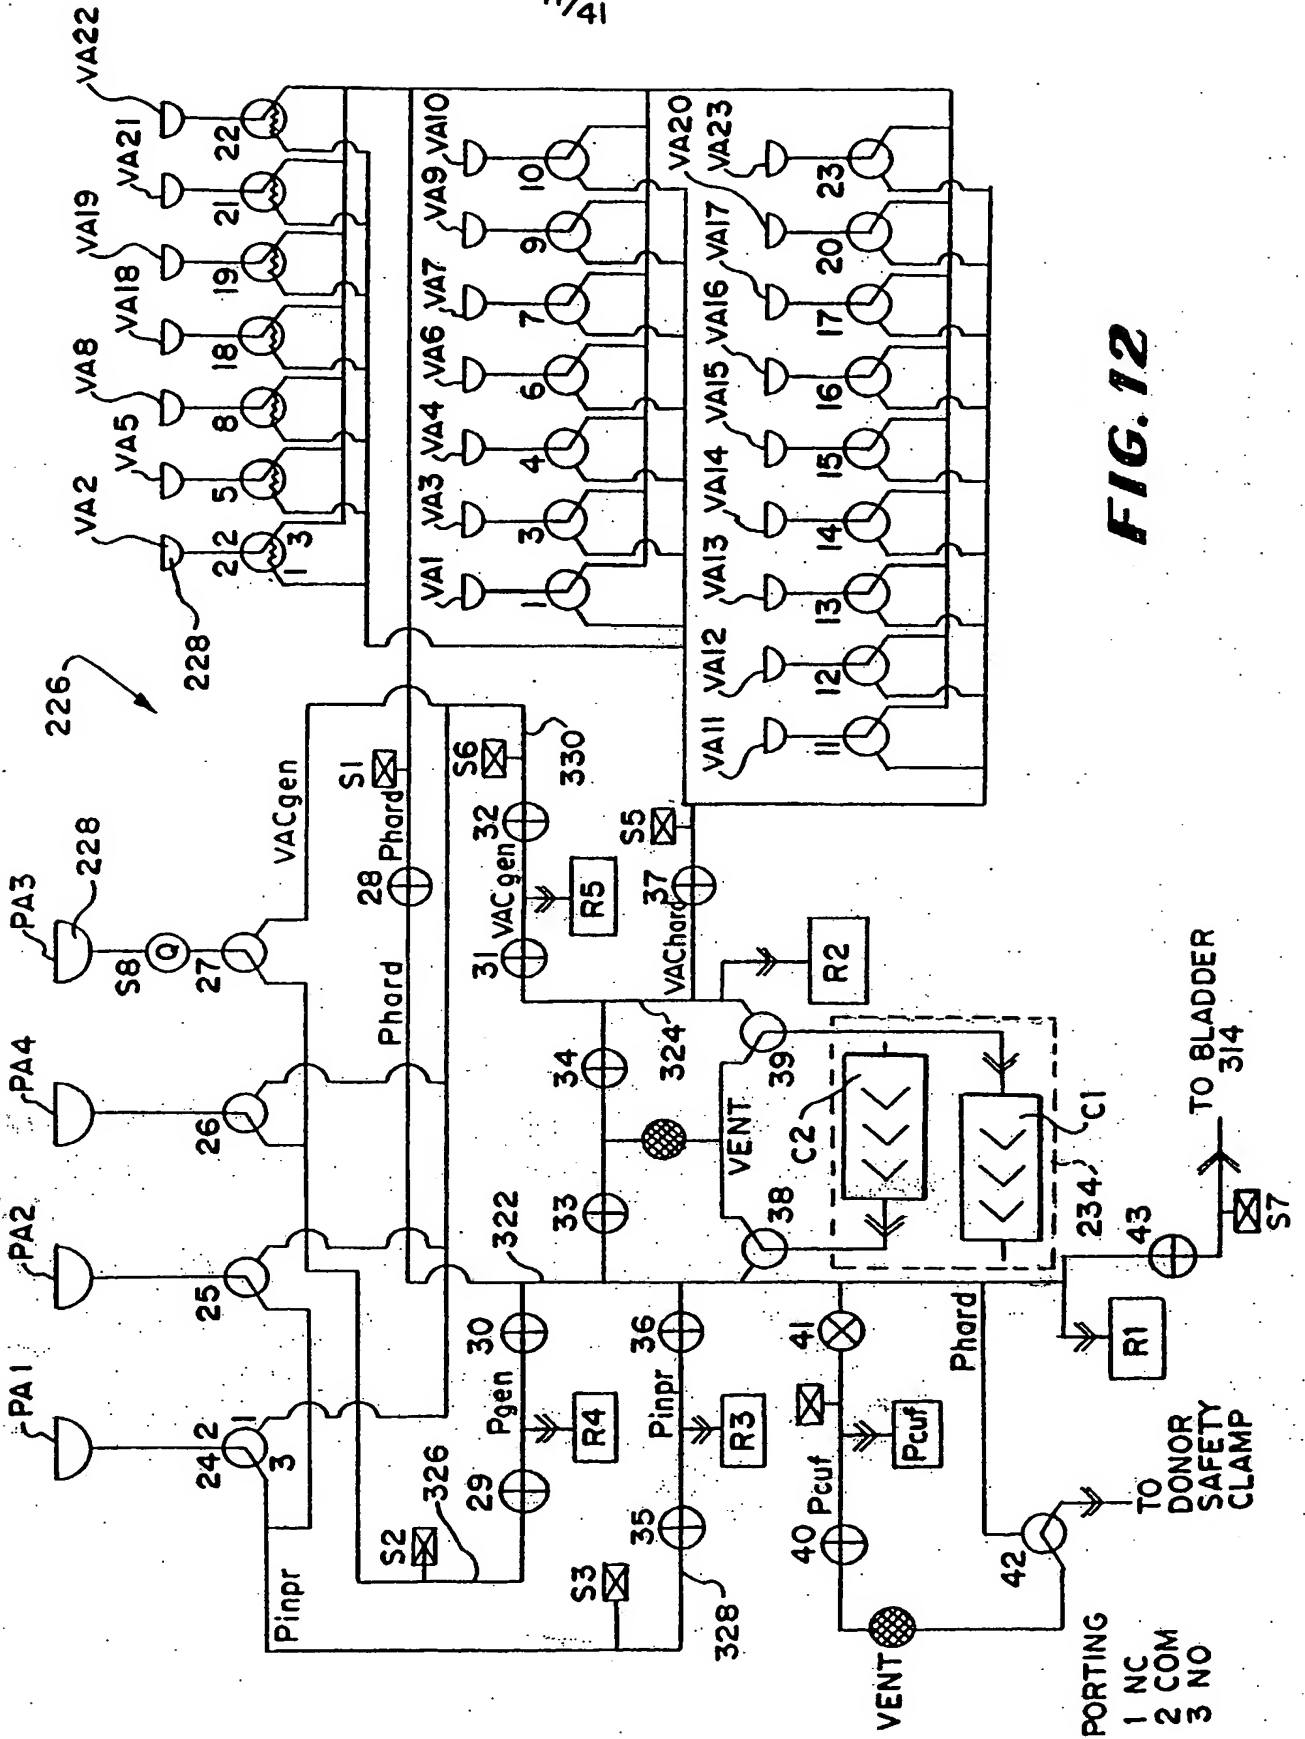 11/41
PA1
PA2
PA4
PA3
228
226
228
VA2
VA5
VA8
VA18
VA19
VA21
VA22
S8
Q
24
2
1
3
25
26
27
2
2
1
3
5
8
18
19
21
22
VACgen
Pinpr
S2
326
S3
328
Phard
28
Phard
S1
S6
330
VA1
VA3
VA4
VA6
VA7
VA9
VA10
1
3
4
6
7
9
10
29
Pgen
30
R4
322
31
VACgen
32
R5
33
34
324
VENT
35
Pinpr
36
R3
VAChard
37
S5
R2
38
39
VA11
VA12
VA13
VA14
VA15
VA16
VA17
VA20
VA23
11
12
13
14
15
16
17
20
23
VENT
40
Pcuf
41
Pcuf
C2
C1
234
Phard
42
TO
DONOR
SAFETY
CLAMP
R1
43
S7
TO BLADDER
314
PORTING
1 NC
2 COM
3 NO
FIG.12